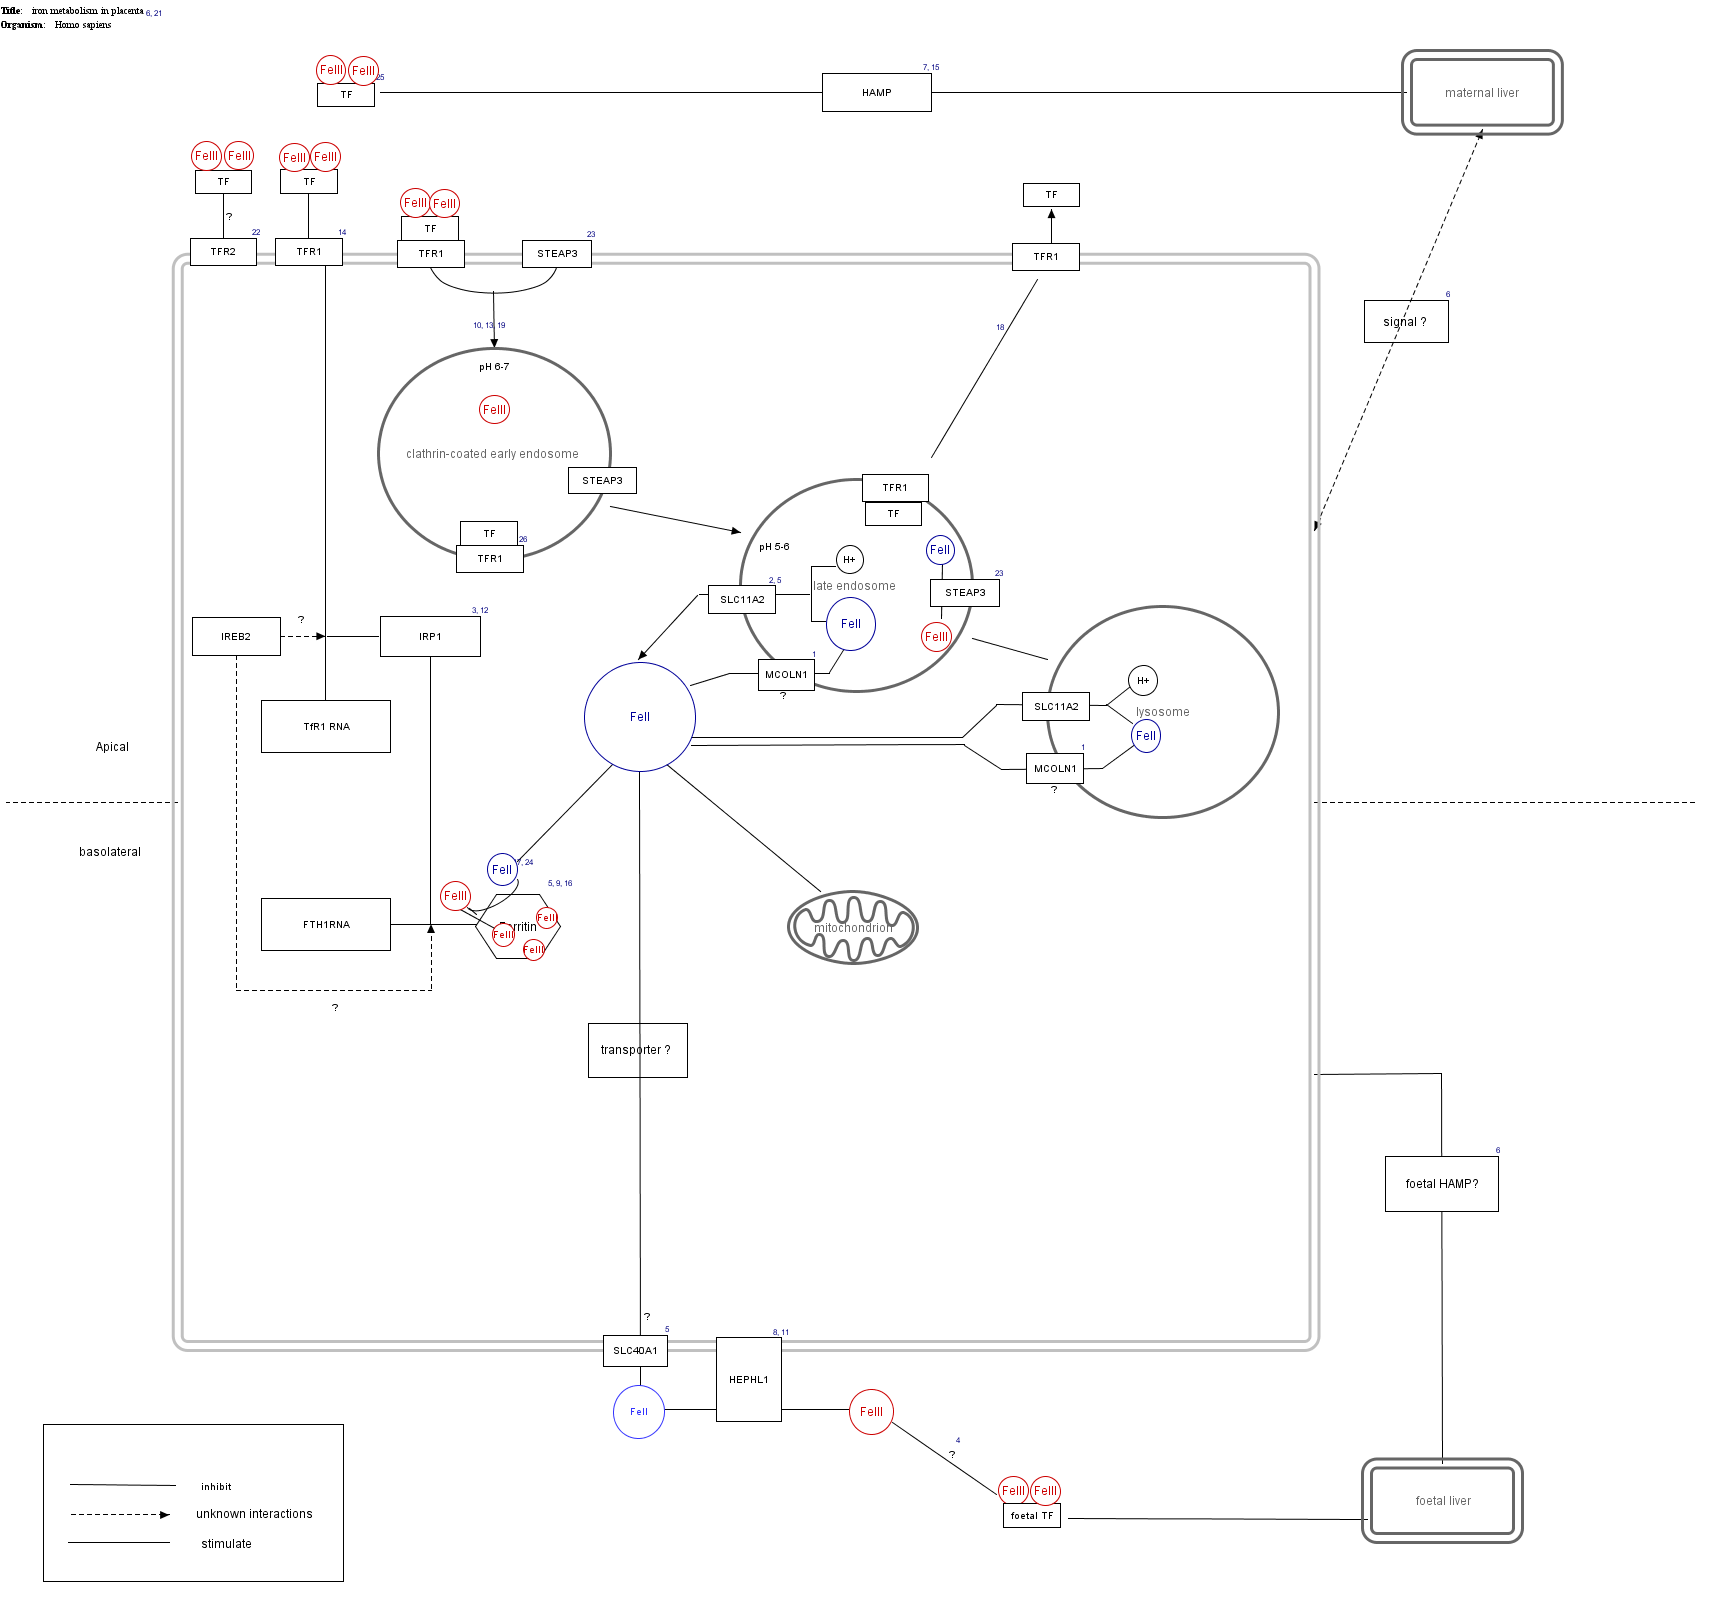 Title: iron metabolism in placenta 6, 21
Organism: Homo sapiens
FeIII FeIII
25
TF
7, 15
HAMP
maternal liver
FeIII FeIII
TF
?
22
TFR2
FeIII FeIII
TF
14
TFR1
FeIII FeIII
TF
TFR1
23
STEAP3
TF
TFR1
6
signal ?
10, 13, 19
18
pH 6-7
FeIII
clathrin-coated early endosome
STEAP3
TF
26
TFR1
TFR1
TF
pH 5-6
H+
FeII
late endosome
2, 5
SLC11A2
FeII
23
STEAP3
FeIII
1
MCOLN1
?
IREB2
?
3, 12
IRP1
TfR1 RNA
FeII
H+
SLC11A2
lysosome
FeII
1
MCOLN1
?
Apical
basolateral
FeII
, 24
5, 9, 16
FeIII
FTH1RNA
FeIII
FeIII
FeIII
mitochondrion
?
transporter ?
foetal HAMP?
6
?
5
SLC40A1
8, 11
HEPHL1
FeII
FeIII
4
?
FeIII FeIII
foetal TF
foetal liver
inhibit
unknown interactions
stimulate